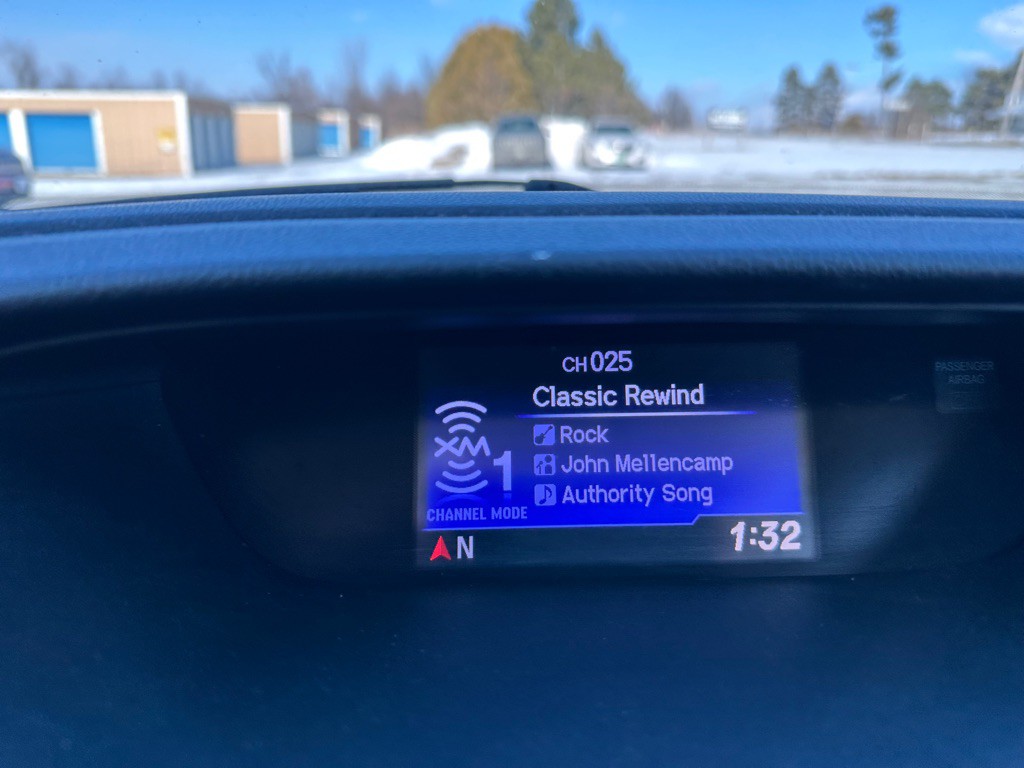 CH 025
Classic Rewind
XM 1
Rock
John Mellencamp
Authority Song
CHANNEL MODE
N
1:32
PASSENGER
AIRBAG